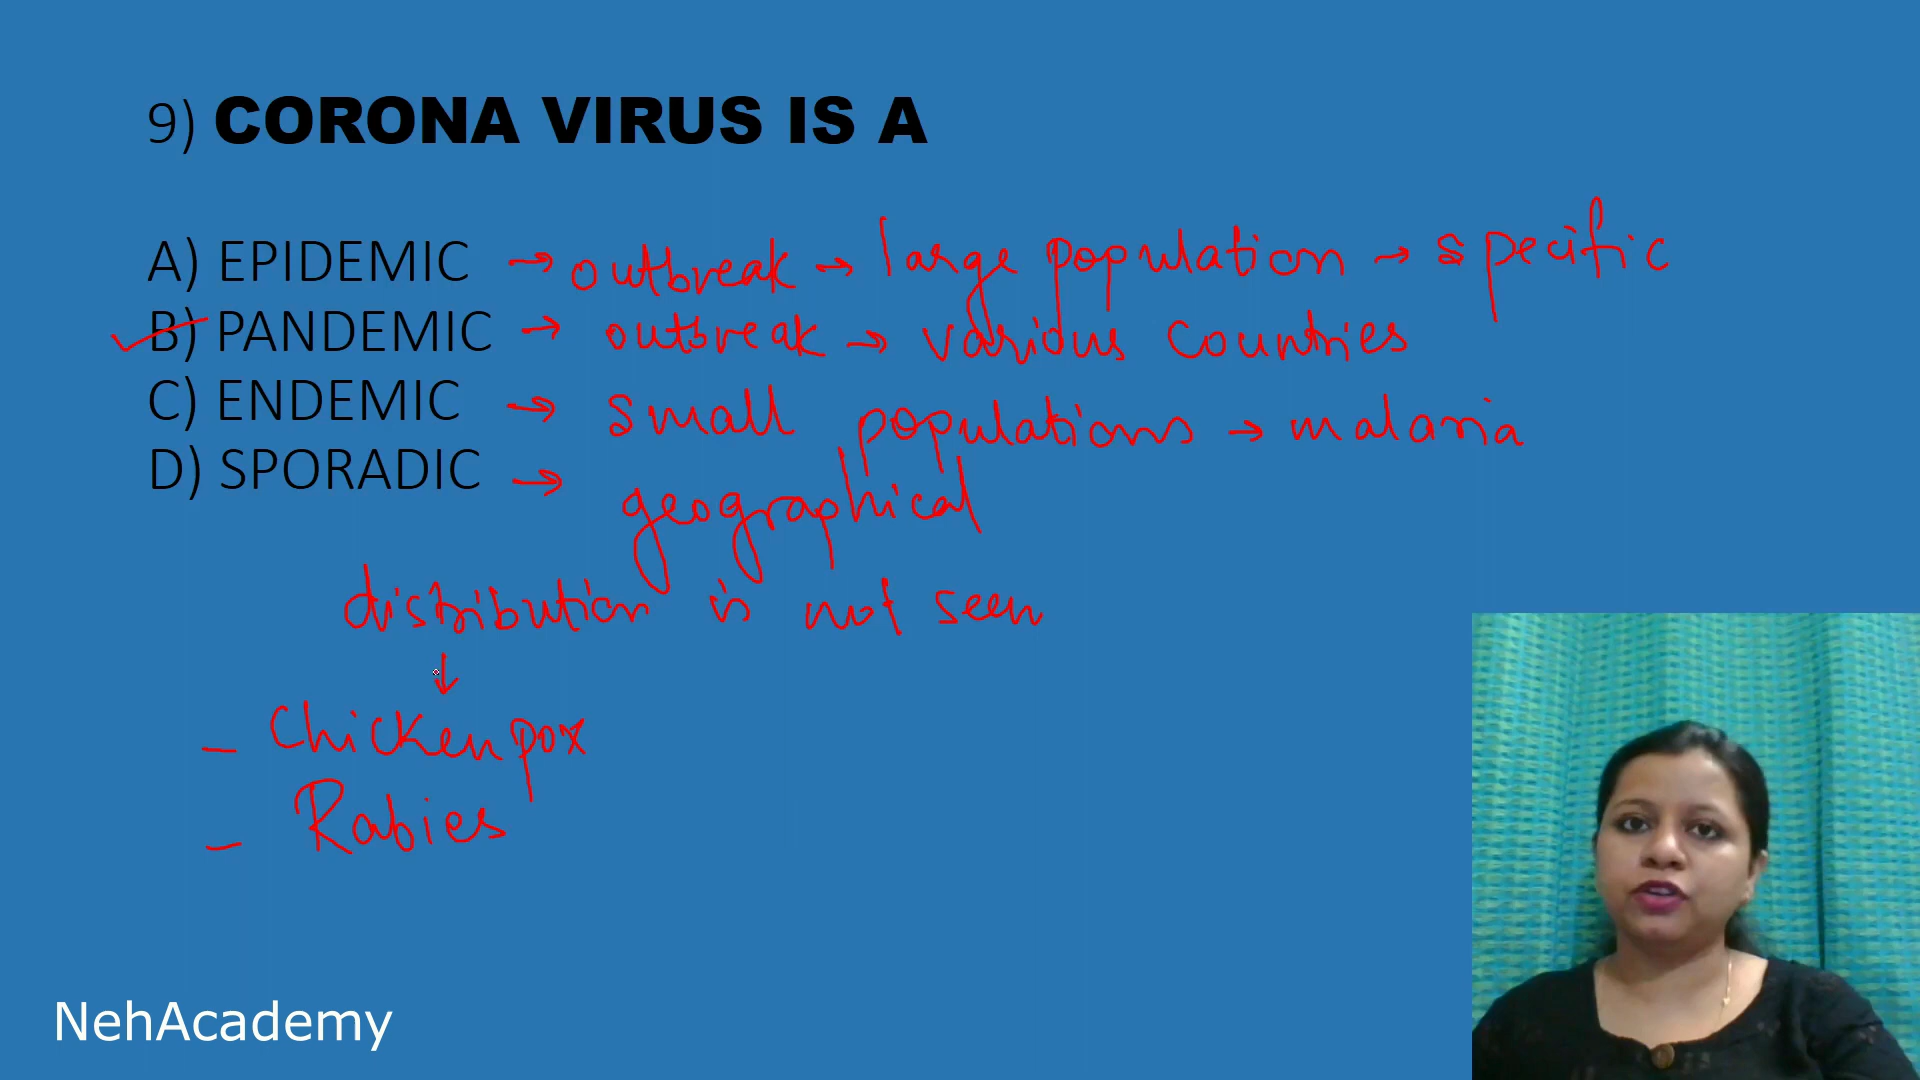 9) CORONA VIRUS IS A
A) EPIDEMIC → outbreak → large population → specific
B) PANDEMIC → outbreak → various countries
C) ENDEMIC → small populations → malaria
D) SPORADIC → geographical
distribution is not seen
↓
- Chickenpox
- Rabies
NehAcademy